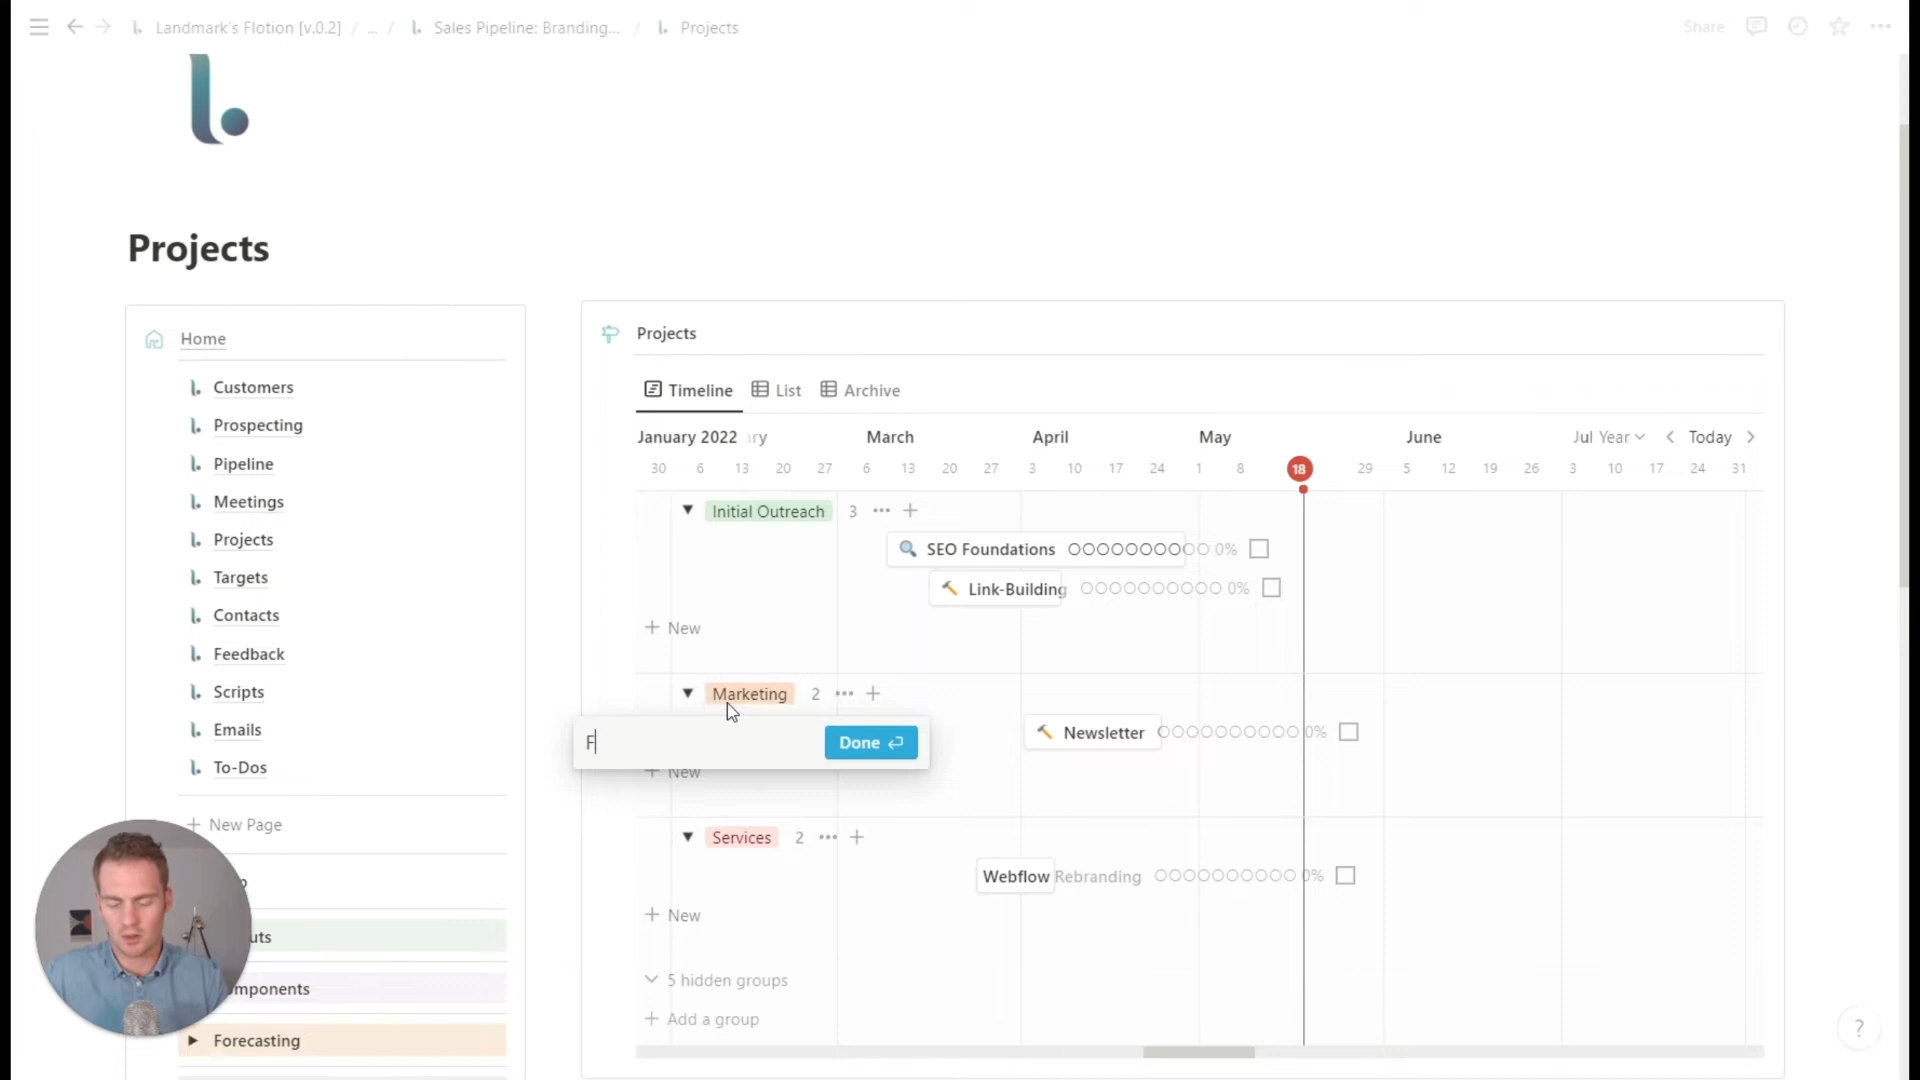 Landmark's Flotion [v.0.2] / ... / Sales Pipeline: Branding... / Projects
Share
Projects
Home
Customers
Prospecting
Pipeline
Meetings
Projects
Targets
Contacts
Feedback
Scripts
Emails
To-Dos
New Page
Forecasting
Projects
Timeline List Archive
January 2022 ry March April May June Jul Year Today
30 6 13 20 27 6 13 20 27 3 10 17 24 1 8 18 29 5 12 19 26 3 10 17 24 31
Initial Outreach 3
SEO Foundations 0%
Link-Building 0%
New
Marketing 2
F Done
Newsletter 0%
New
Services 2
Webflow Rebranding 0%
New
5 hidden groups
Add a group
?